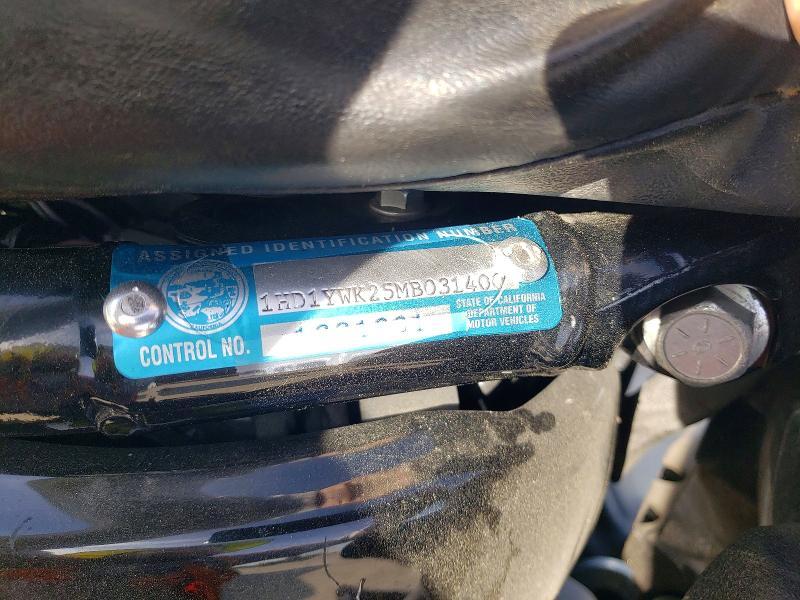 ASSIGNED IDENTIFICATION NUMBER
1HD1YWK25MB031400
STATE OF CALIFORNIA
DEPARTMENT OF
MOTOR VEHICLES
CONTROL NO.